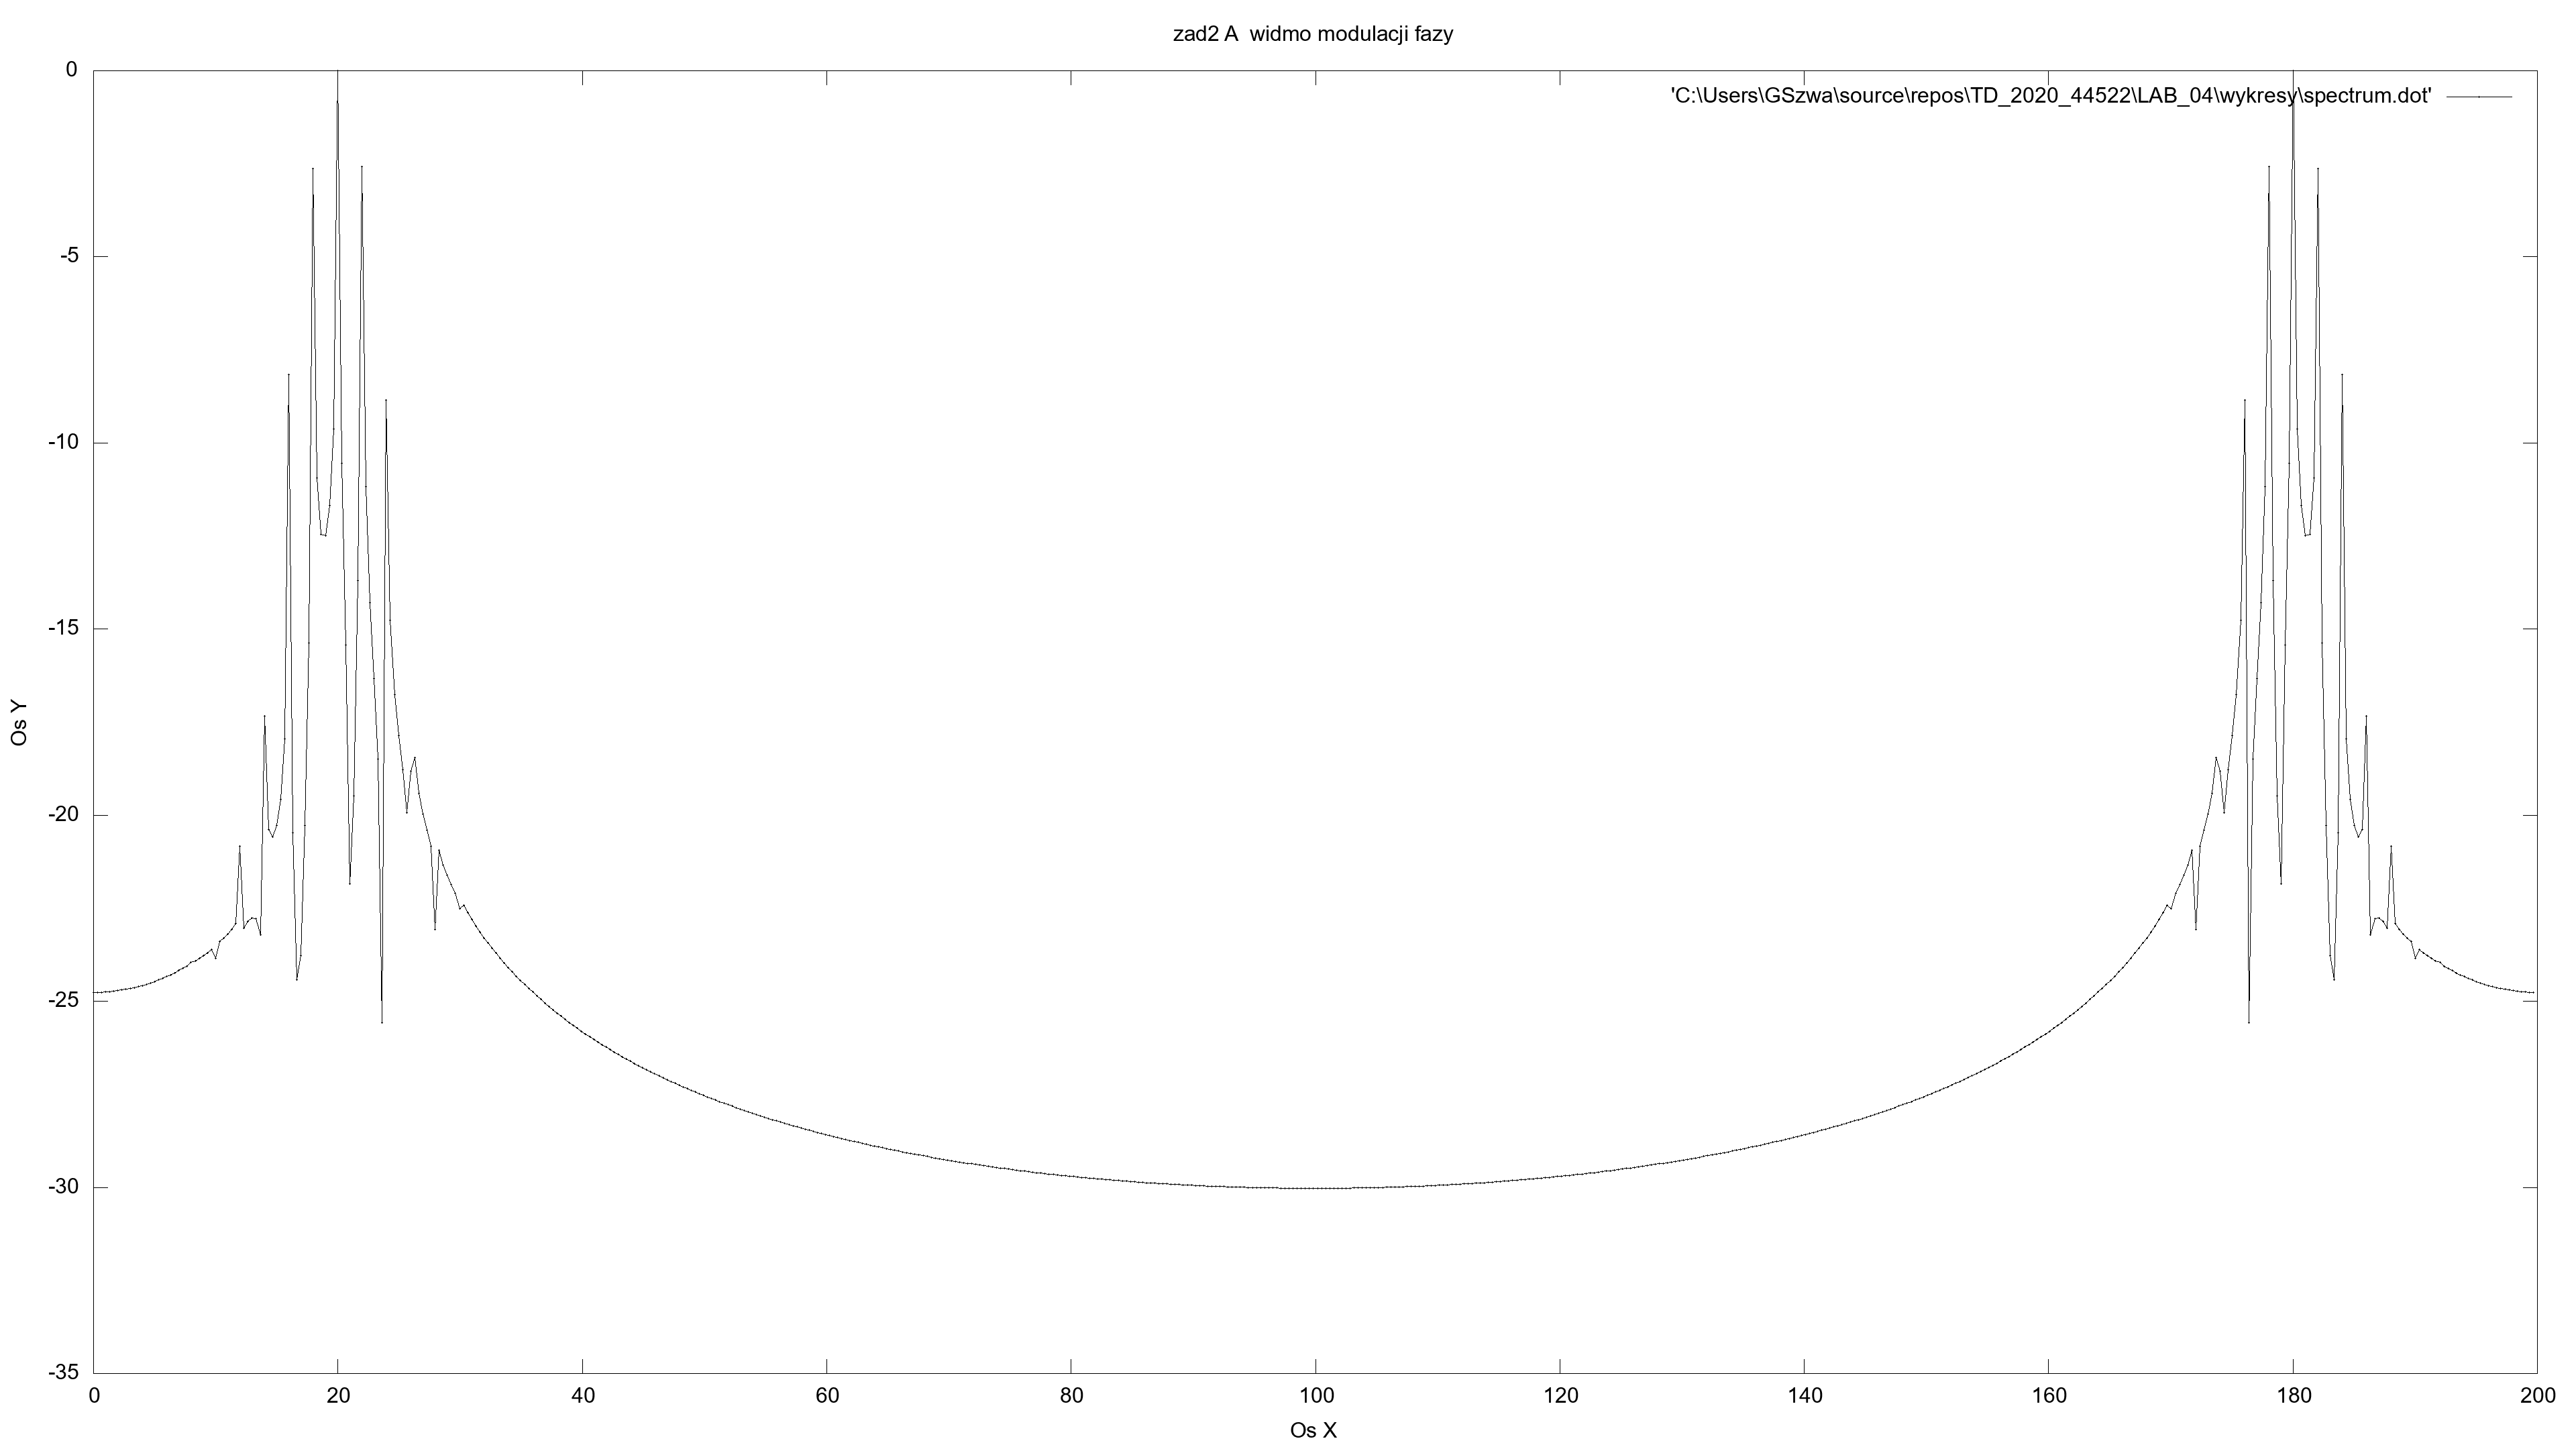 zad2 A  widmo modulacji fazy
'C:\Users\GSzwa\source\repos\TD_2020_44522\LAB_04\wykresy\spectrum.dot'
0
-5
-10
-15
-20
-25
-30
-35
Os Y
0 20 40 60 80 100 120 140 160 180 200
Os X